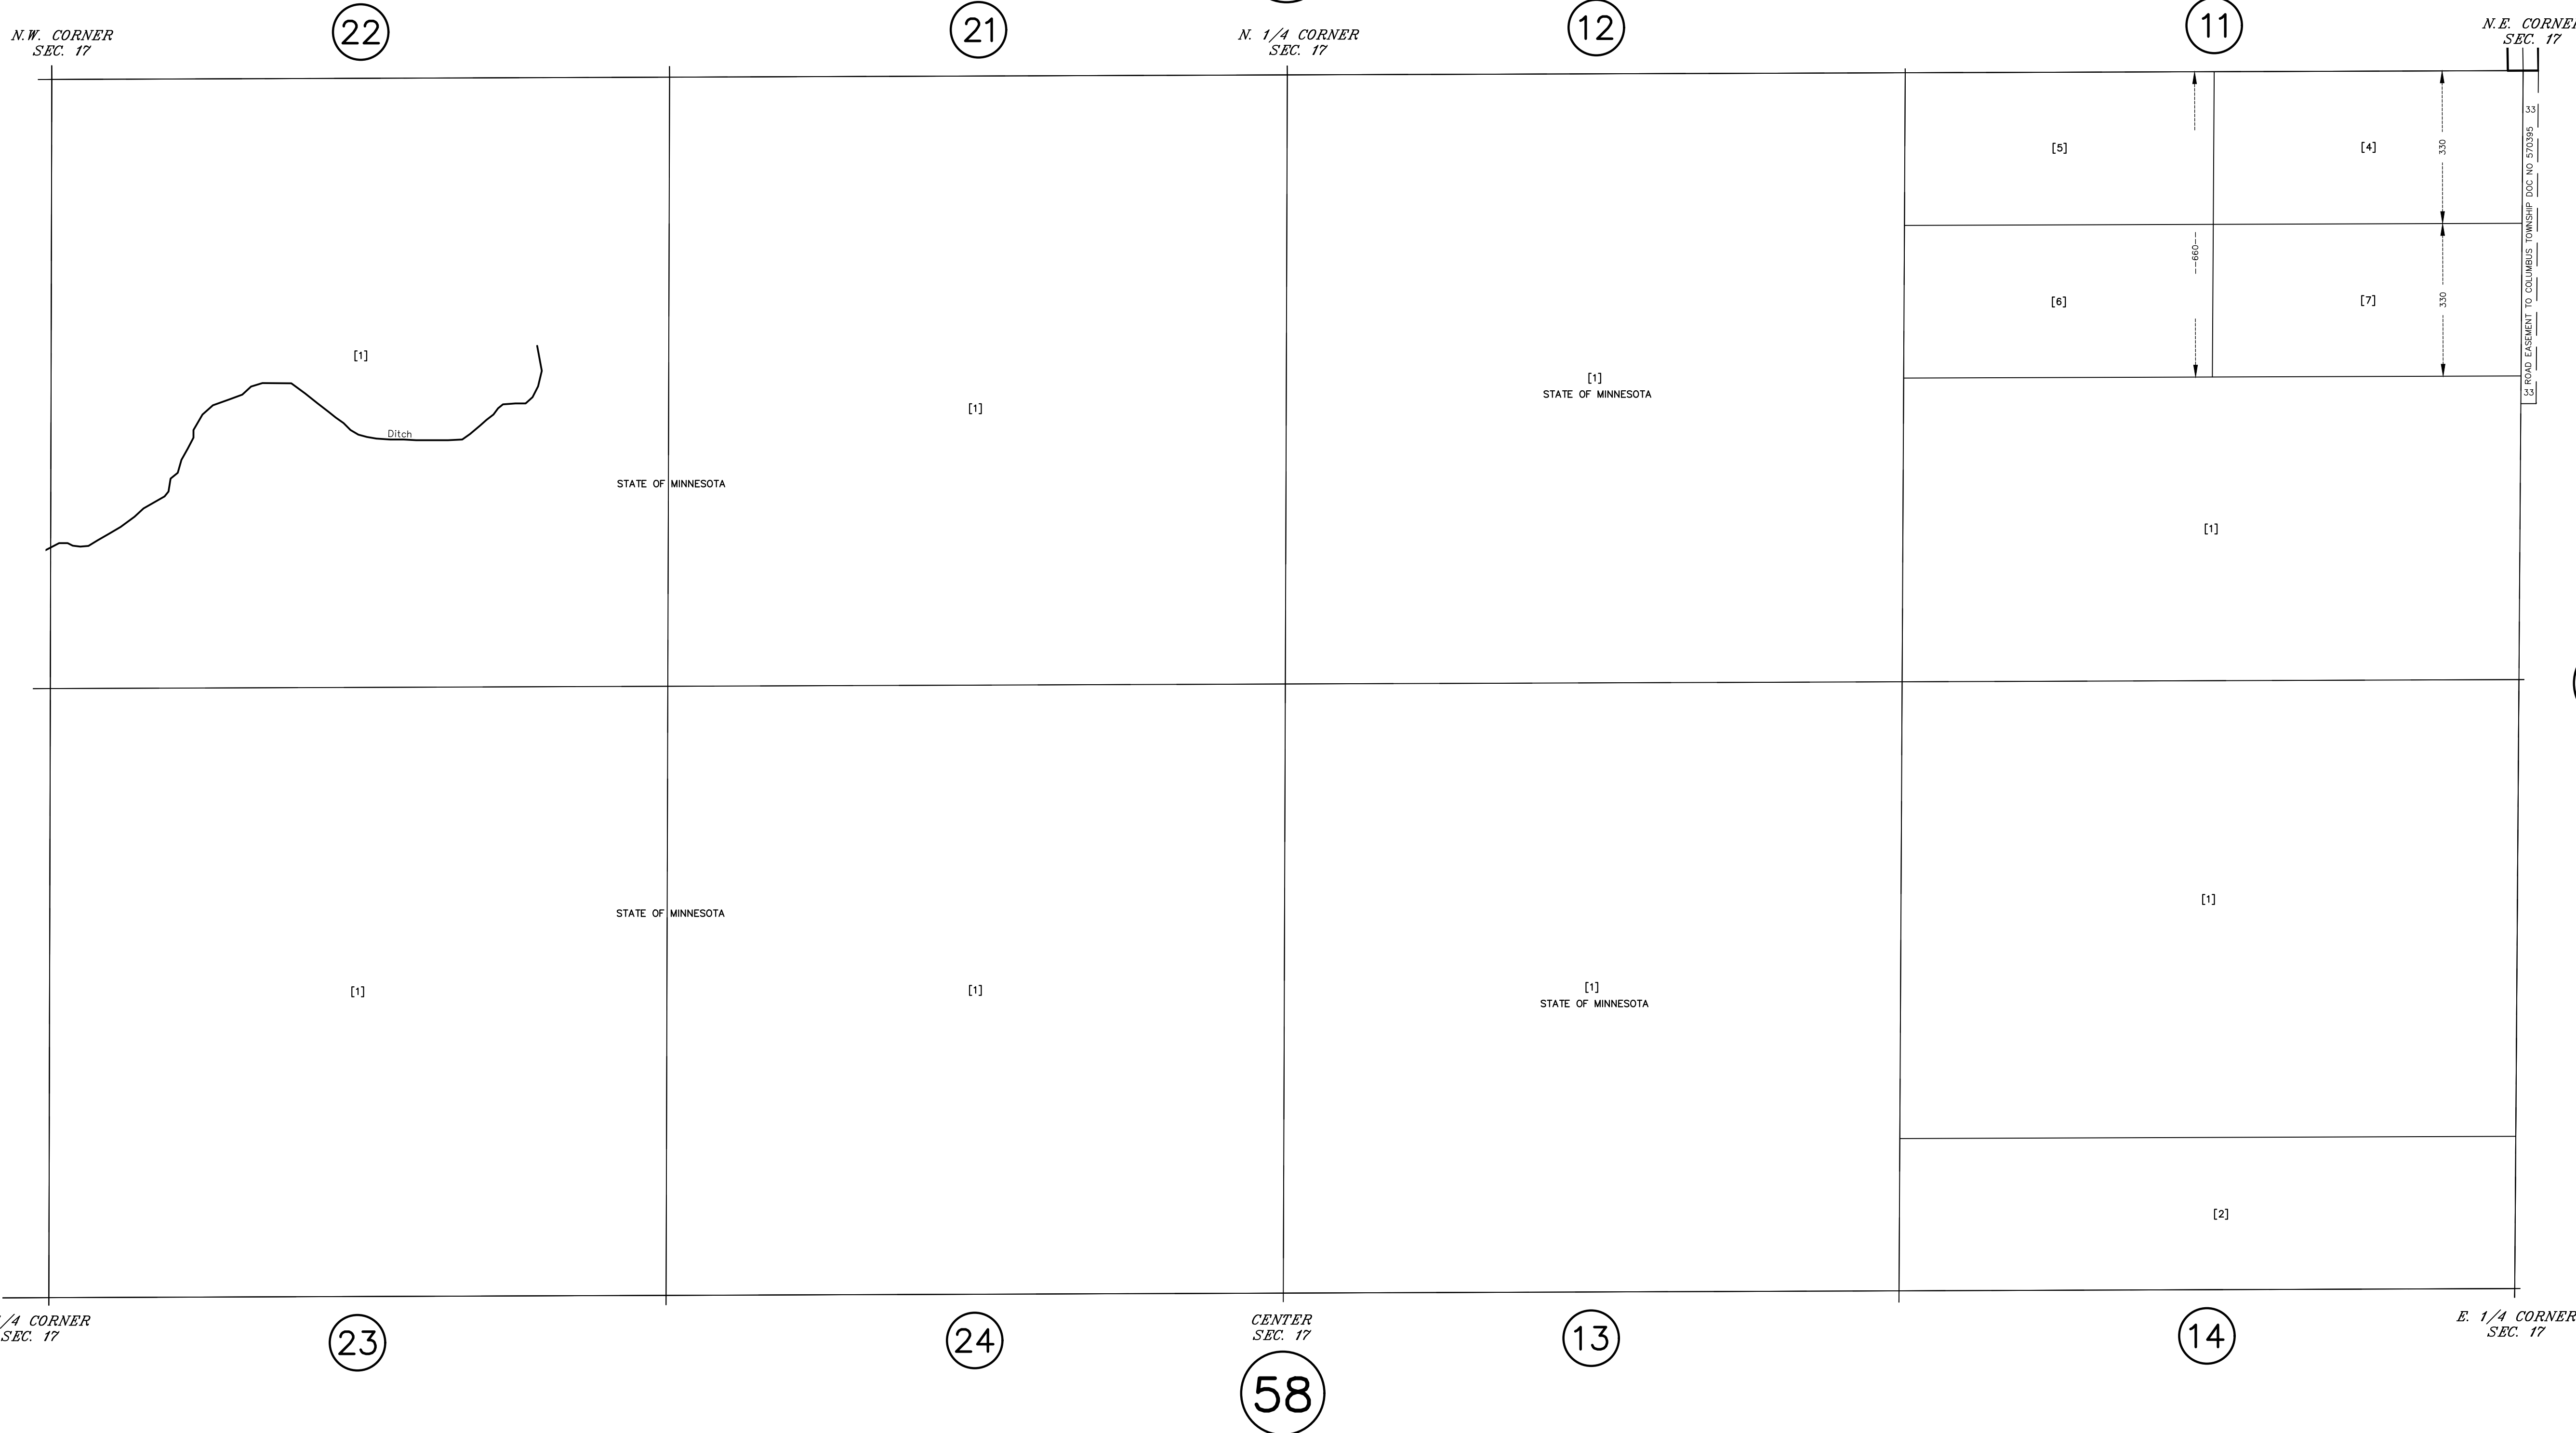 N.W. CORNER
SEC. 17
22
21
N. 1/4 CORNER
SEC. 17
12
11
N.E. CORNER
SEC. 17
33
ROAD EASEMENT TO COLUMBUS TOWNSHIP DOC NO 570395
33
[5]
[4]
330
--660--
[6]
[7]
330
[1]
Ditch
[1]
[1]
STATE OF MINNESOTA
STATE OF MINNESOTA
[1]
STATE OF MINNESOTA
[1]
[1]
[1]
[1]
STATE OF MINNESOTA
[2]
/4 CORNER
SEC. 17
23
24
CENTER
SEC. 17
13
14
E. 1/4 CORNER
SEC. 17
58